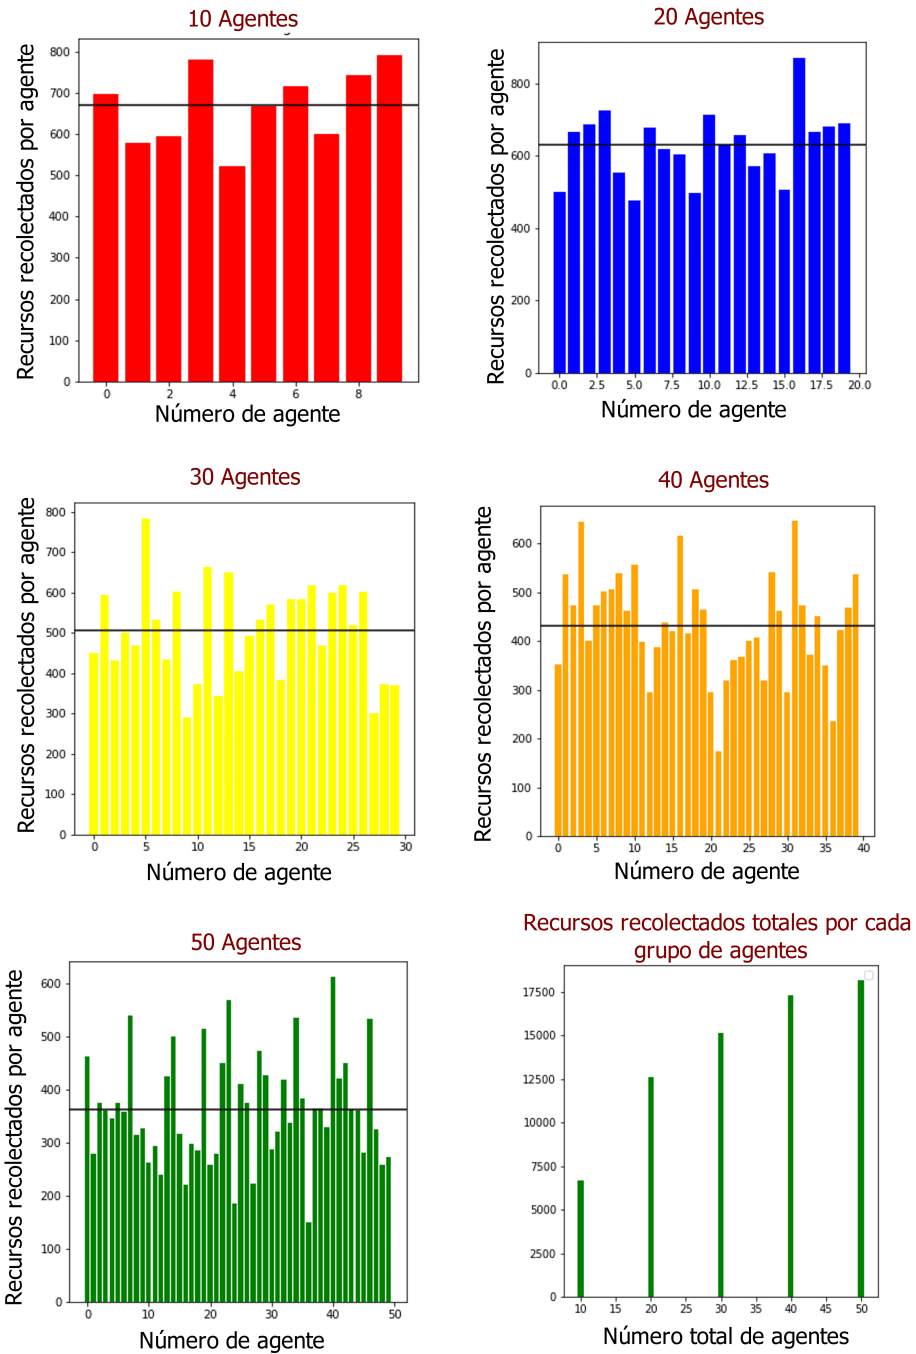 10 Agentes
Recursos recolectados por agente
800
700
600
500
400
300
200
100
0
0 2 4 6 8
Número de agente
20 Agentes
Recursos recolectados por agente
800
600
400
200
0
0.0 2.5 5.0 7.5 10.0 12.5 15.0 17.5 20.0
Número de agente
30 Agentes
Recursos recolectados por agente
800
700
600
500
400
300
200
100
0
0 5 10 15 20 25 30
Número de agente
40 Agentes
Recursos recolectados por agente
600
500
400
300
200
100
0
0 5 10 15 20 25 30 35 40
Número de agente
50 Agentes
Recursos recolectados por agente
600
500
400
300
200
100
0
0 10 20 30 40 50
Número de agente
Recursos recolectados totales por cada
grupo de agentes
17500
15000
12500
10000
7500
5000
2500
0
10 15 20 25 30 35 40 45 50
Número total de agentes